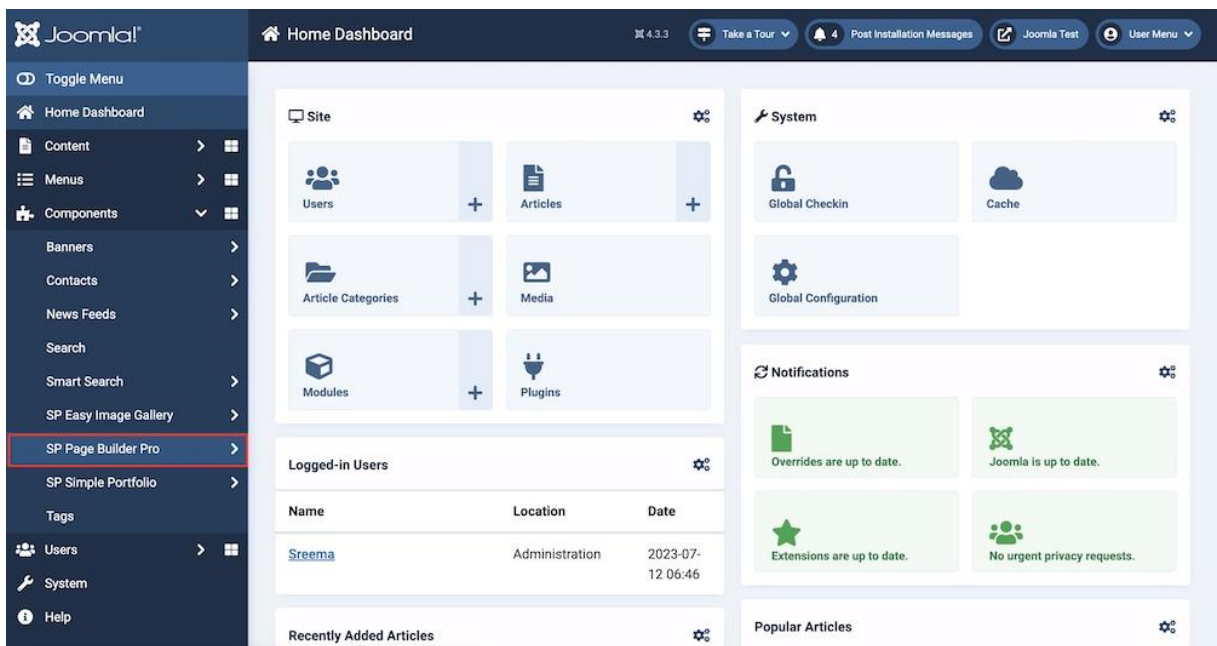 Joomla!®
Home Dashboard
4.3.3
Take a Tour
4 Post Installation Messages
Joomla Test
User Menu
Toggle Menu
Home Dashboard
Content
Menus
Components
Banners
Contacts
News Feeds
Search
Smart Search
SP Easy Image Gallery
SP Page Builder Pro
SP Simple Portfolio
Tags
Users
System
Help
Site
Users
Articles
Article Categories
Media
Modules
Plugins
Logged-in Users
Name Location Date
Sreema Administration 2023-07-
12 06:46
Recently Added Articles
System
Global Checkin
Cache
Global Configuration
Notifications
Overrides are up to date.
Joomla is up to date.
Extensions are up to date.
No urgent privacy requests.
Popular Articles